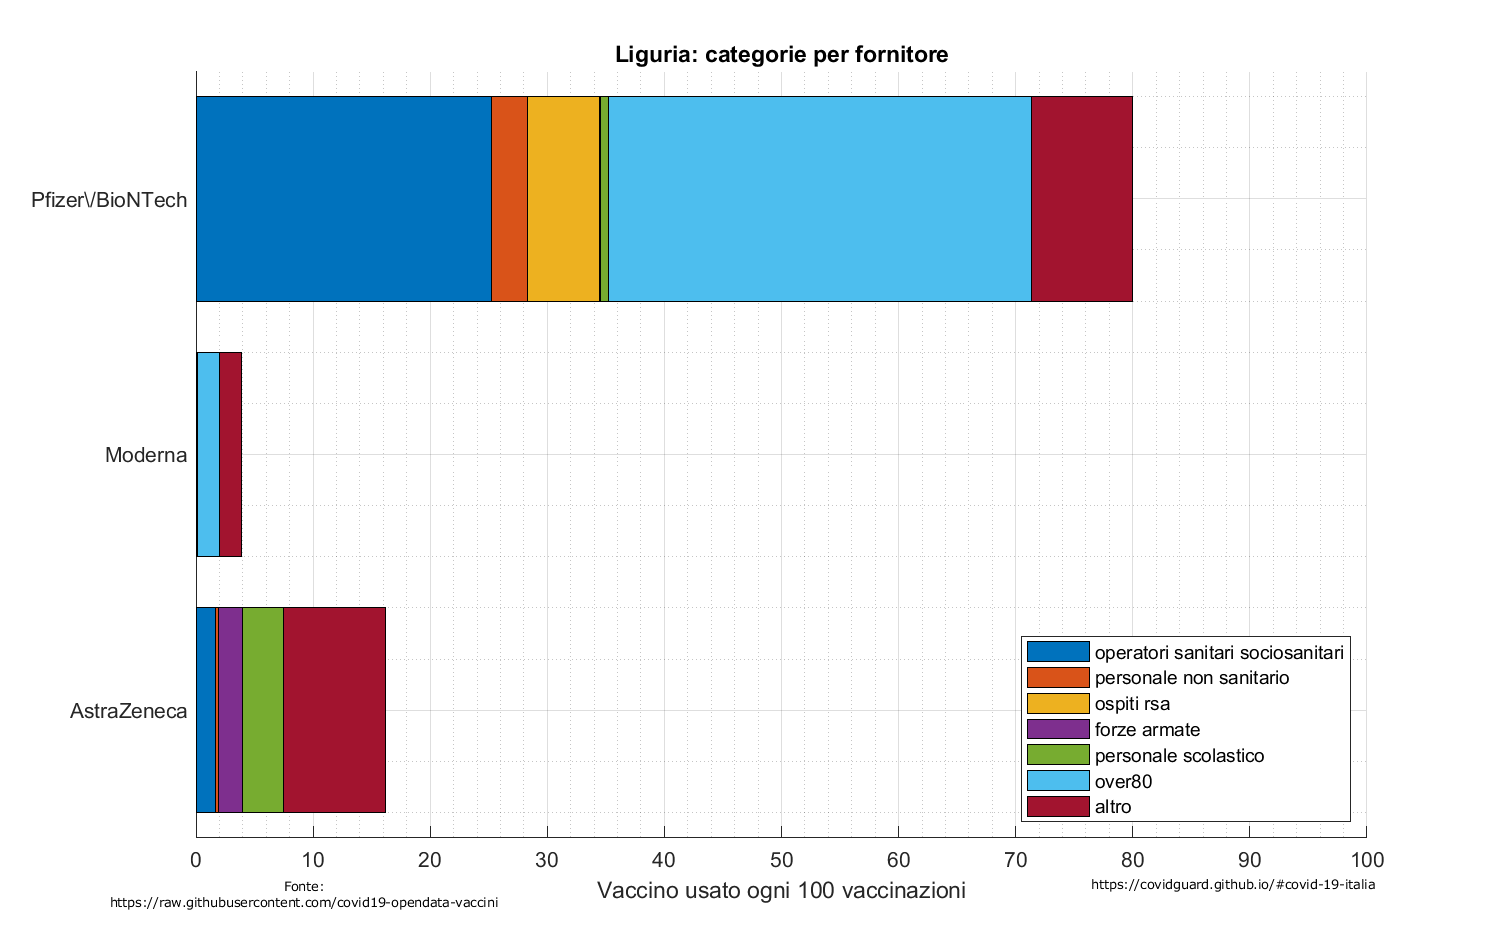 Liguria: categorie per fornitore
Pfizer\/BioNTech
Moderna
AstraZeneca
operatori sanitari sociosanitari
personale non sanitario
ospiti rsa
forze armate
personale scolastico
over80
altro
0 10 20 30 40 50 60 70 80 90 100
Vaccino usato ogni 100 vaccinazioni
Fonte:
https://raw.githubusercontent.com/covid19-opendata-vaccini
https://covidguard.github.io/#covid-19-italia